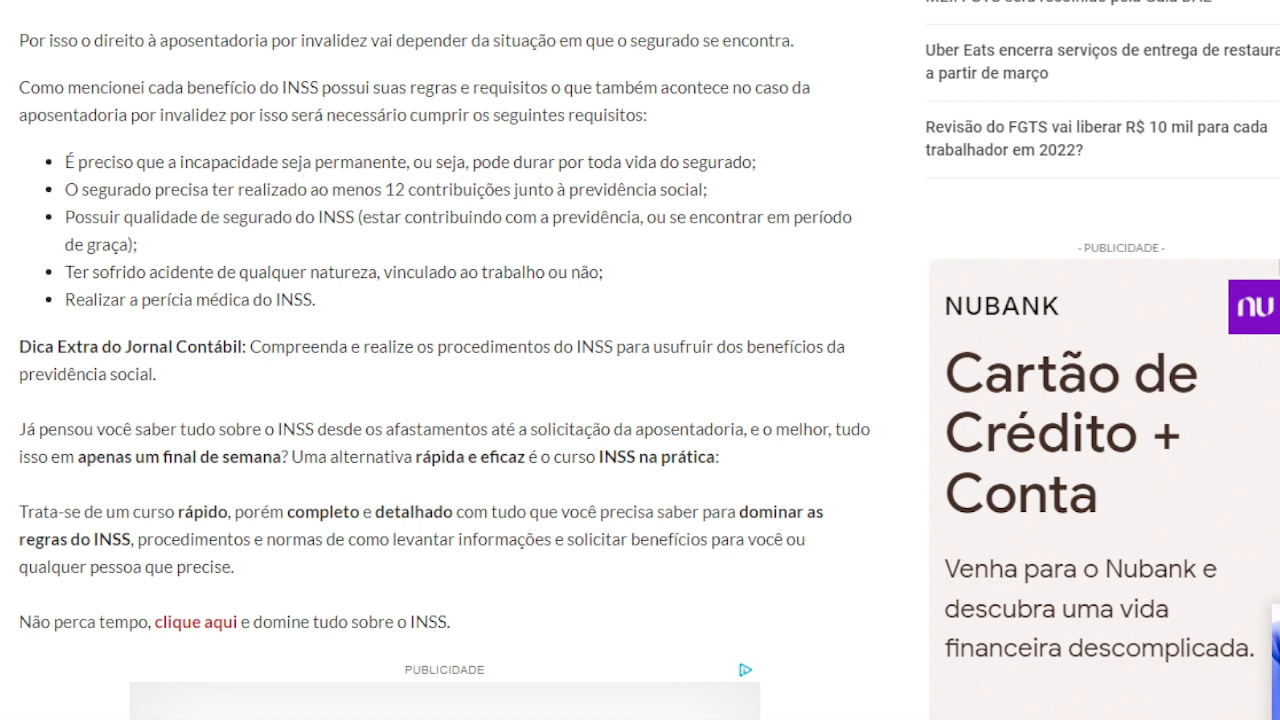 Por isso o direito à aposentadoria por invalidez vai depender da situação em que o segurado se encontra.
Como mencionei cada benefício do INSS possui suas regras e requisitos o que também acontece no caso da
aposentadoria por invalidez por isso será necessário cumprir os seguintes requisitos:
É preciso que a incapacidade seja permanente, ou seja, pode durar por toda vida do segurado;
O segurado precisa ter realizado ao menos 12 contribuições junto à previdência social;
Possuir qualidade de segurado do INSS (estar contribuindo com a previdência, ou se encontrar em período
de graça);
Ter sofrido acidente de qualquer natureza, vinculado ao trabalho ou não;
Realizar a perícia médica do INSS.
Dica Extra do Jornal Contábil: Compreenda e realize os procedimentos do INSS para usufruir dos benefícios da
previdência social.
Já pensou você saber tudo sobre o INSS desde os afastamentos até a solicitação da aposentadoria, e o melhor, tudo
isso em apenas um final de semana? Uma alternativa rápida e eficaz é o curso INSS na prática:
Trata-se de um curso rápido, porém completo e detalhado com tudo que você precisa saber para dominar as
regras do INSS, procedimentos e normas de como levantar informações e solicitar benefícios para você ou
qualquer pessoa que precise.
Não perca tempo, clique aqui e domine tudo sobre o INSS.
PUBLICIDADE
Uber Eats encerra serviços de entrega de restaura
a partir de março
Revisão do FGTS vai liberar R$ 10 mil para cada
trabalhador em 2022?
- PUBLICIDADE -
NUBANK
nu
Cartão de
Crédito +
Conta
Venha para o Nubank e
descubra uma vida
financeira descomplicada.